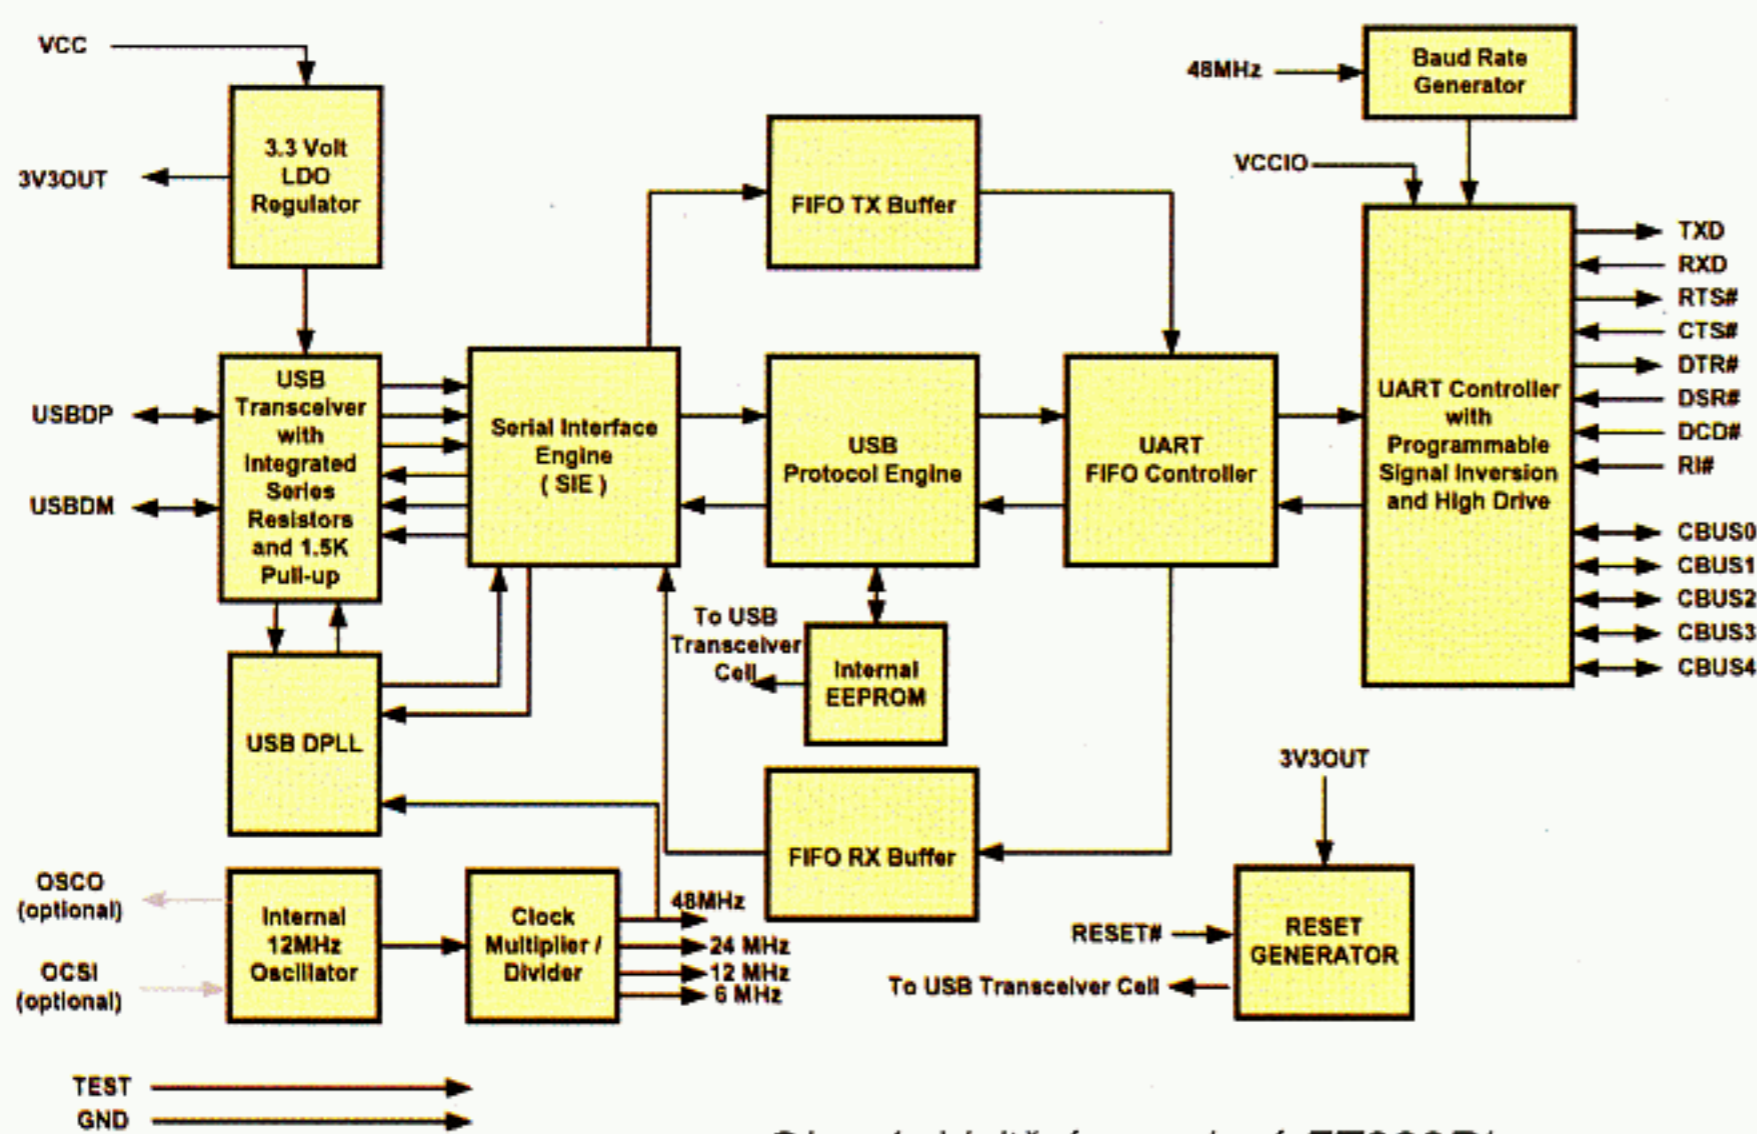 VCC
3V3OUT
3.3 Volt
LDO
Regulator
48MHz
Baud Rate
Generator
VCCIO
FIFO TX Buffer
USBDP
USBDM
USB
Transceiver
with
Integrated
Series
Resistors
and 1.5K
Pull-up
Serial Interface
Engine
( SIE )
USB
Protocol Engine
UART
FIFO Controller
UART Controller
with
Programmable
Signal Inversion
and High Drive
TXD
RXD
RTS#
CTS#
DTR#
DSR#
DCD#
RI#
CBUS0
CBUS1
CBUS2
CBUS3
CBUS4
To USB
Transceiver
Cell
Internal
EEPROM
USB DPLL
FIFO RX Buffer
3V3OUT
OSCO
(optional)
OCSI
(optional)
Internal
12MHz
Oscillator
Clock
Multiplier /
Divider
48MHz
24 MHz
12 MHz
6 MHz
RESET#
To USB Transceiver Cell
RESET
GENERATOR
TEST
GND